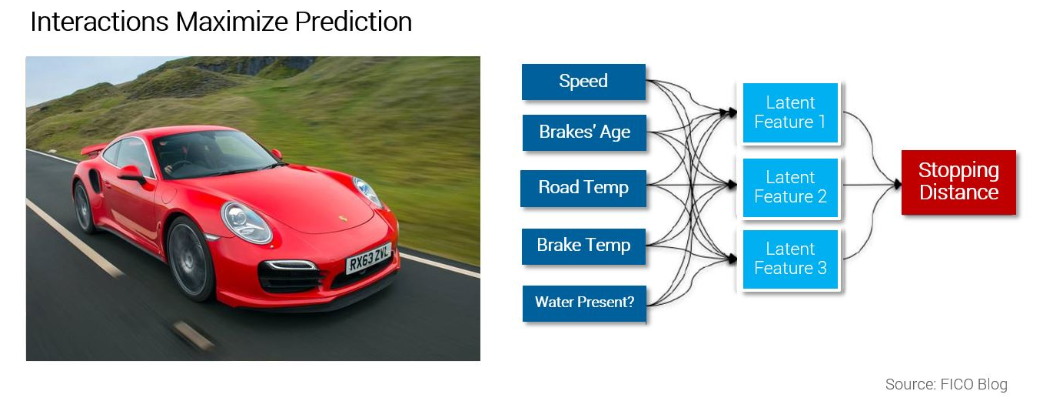 Interactions Maximize Prediction
RX63 ZVL
Speed
Brakes' Age
Road Temp
Brake Temp
Water Present?
Latent
Feature 1
Latent
Feature 2
Latent
Feature 3
Stopping
Distance
Source: FICO Blog